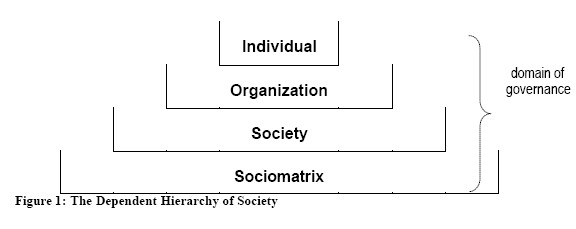 Individual
Organization
Society
Sociomatrix
domain of
governance
Figure 1: The Dependent Hierarchy of Society